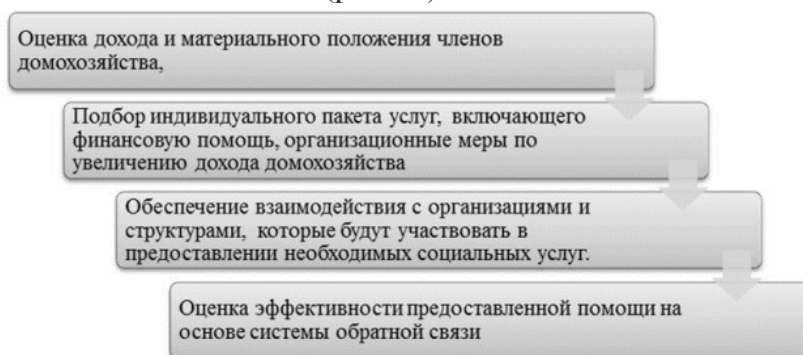 Оценка дохода и материального положения членов
домохозяйства,
Подбор индивидуального пакета услуг, включающего
финансовую помощь, организационные меры по
увеличению дохода домохозяйства
Обеспечение взаимодействия с организациями и
структурами, которые будут участвовать в
предоставлении необходимых социальных услуг.
Оценка эффективности предоставленной помощи на
основе системы обратной связи